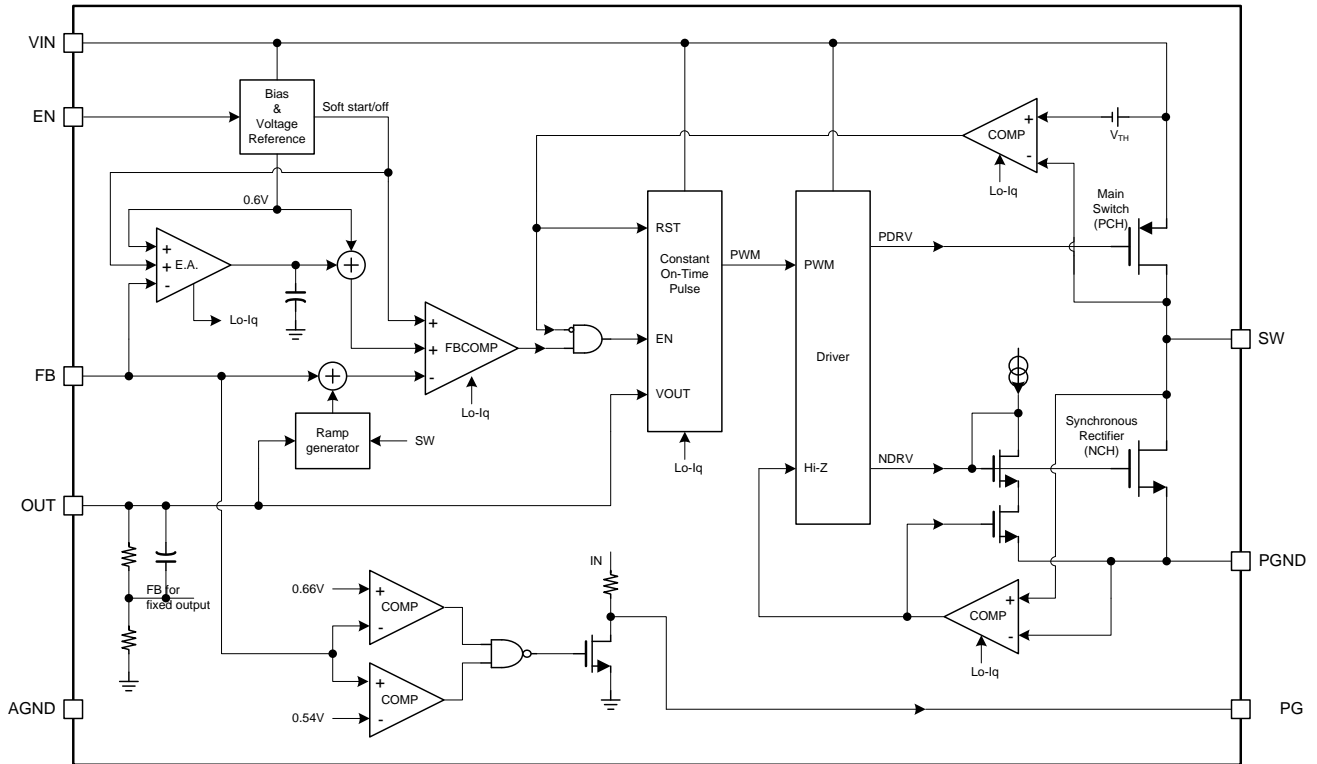 VIN
EN
Bias
&
Voltage
Reference
Soft start/off
0.6V
+
+
-
E.A.
Lo-Iq
+
+
+
-
FBCOMP
Lo-Iq
FB
+
Ramp
generator
SW
OUT
FB for
fixed output
AGND
0.66V
+
-
COMP
+
-
COMP
0.54V
IN
RST
Constant
On-Time
Pulse
EN
VOUT
Lo-Iq
PWM
PWM
Driver
Hi-Z
PDRV
NDRV
COMP
+
-
Lo-Iq
VTH
Main
Switch
(PCH)
SW
Synchronous
Rectifier
(NCH)
PGND
COMP
+
-
Lo-Iq
PG